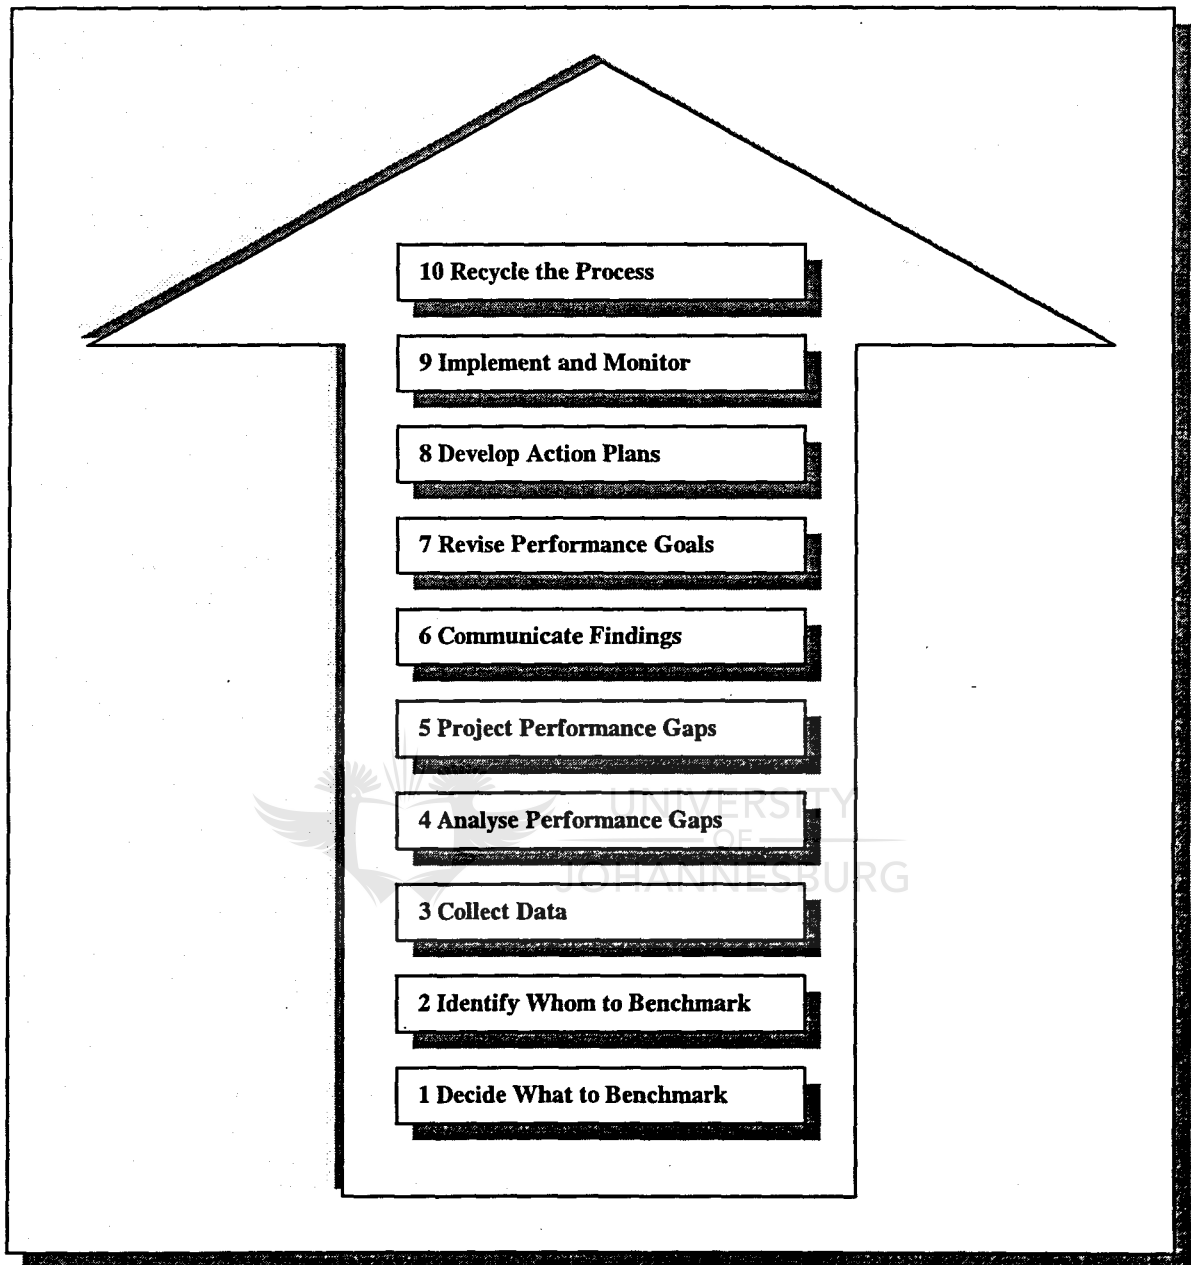 10 Recycle the Process
9 Implement and Monitor
8 Develop Action Plans
7 Revise Performance Goals
6 Communicate Findings
5 Project Performance Gaps
4 Analyse Performance Gaps
3 Collect Data
2 Identify Whom to Benchmark
1 Decide What to Benchmark
UNIVERSITY
OF
JOHANNESBURG